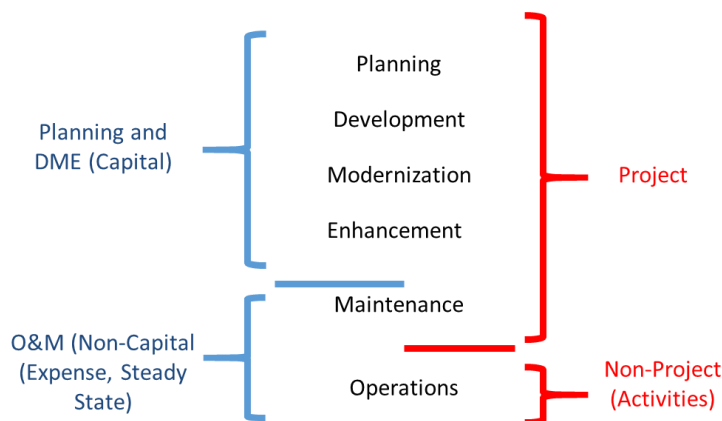 Planning
Development
Modernization
Enhancement
Maintenance
Operations
Planning and
DME (Capital)
O&M (Non-Capital
(Expense, Steady
State)
Project
Non-Project
(Activities)